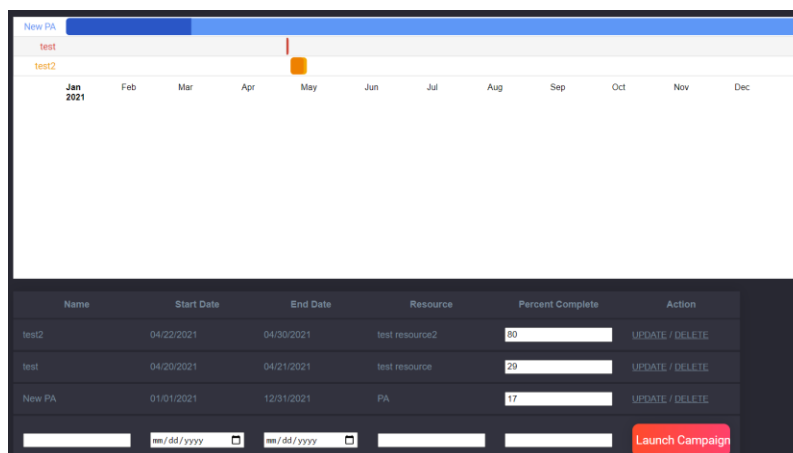 New PA
test
test2
Jan Feb Mar Apr May Jun Jul Aug Sep Oct Nov Dec
2021
Name Start Date End Date Resource Percent Complete Action
test2 04/22/2021 04/30/2021 test resource2 80 UPDATE / DELETE
test 04/20/2021 04/21/2021 test resource 29 UPDATE / DELETE
New PA 01/01/2021 12/31/2021 PA 17 UPDATE / DELETE
mm/dd/yyyy mm/dd/yyyy Launch Campaign